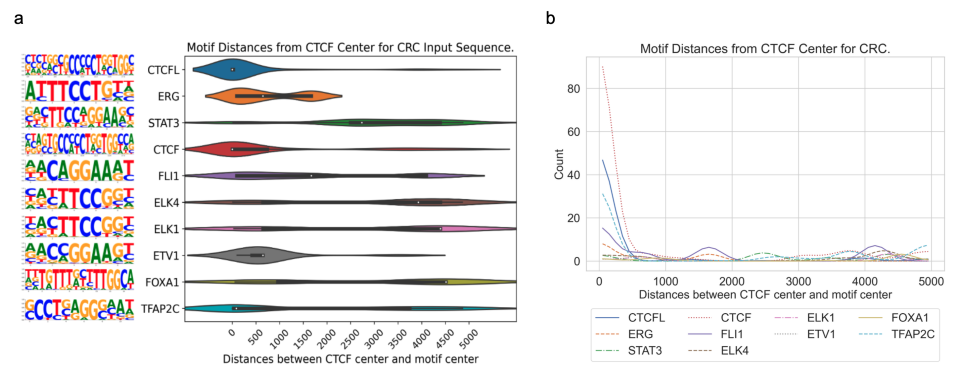 a
Motif Distances from CTCF Center for CRC Input Sequence.
CTCFL
ERG
STAT3
CTCF
FLI1
ELK4
ELK1
ETV1
FOXA1
TFAP2C
0 500 1000 1500 2000 2500 3000 3500 4000 4500 5000
Distances between CTCF center and motif center
b
Motif Distances from CTCF Center for CRC.
Count
80
60
40
20
0
0 1000 2000 3000 4000 5000
Distances between CTCF center and motif center
CTCFL CTCF ELK1 FOXA1
ERG FLI1 ETV1 TFAP2C
STAT3 ELK4